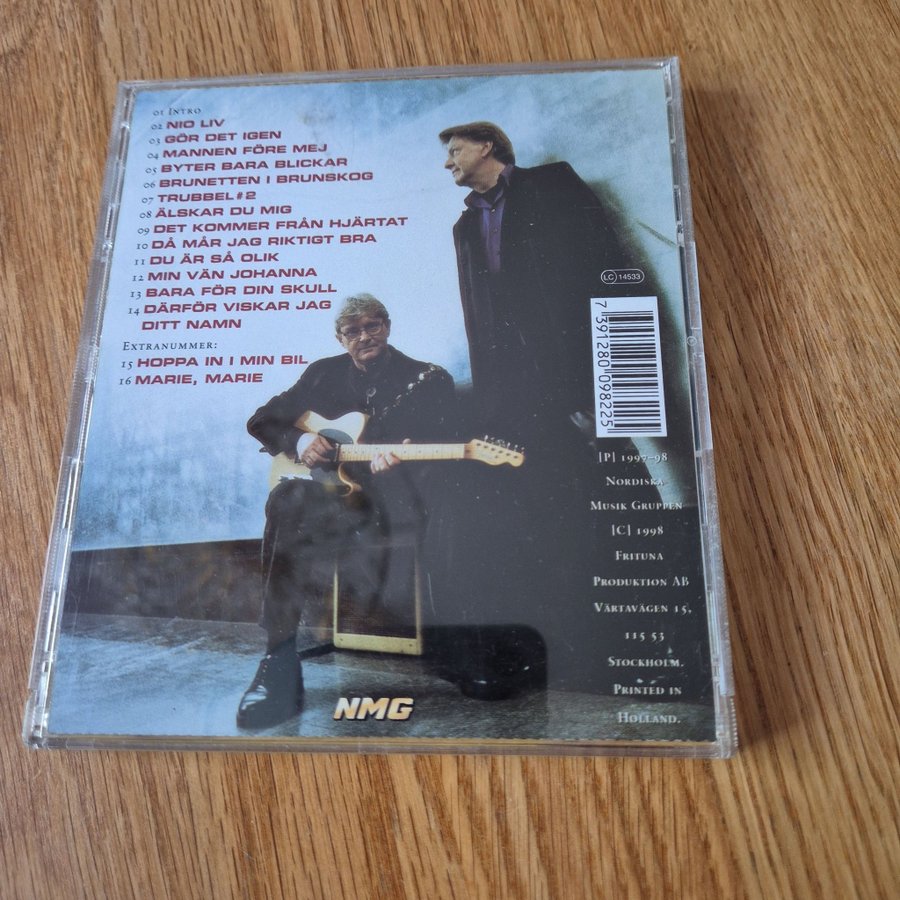 01 Intro
02 NIO LIV
03 GÖR DET IGEN
04 MANNEN FÖRE MEJ
05 BYTER BARA BLICKAR
06 BRUNETTEN I BRUNSKOG
07 TRUBBEL#2
08 ÄLSKAR DU MIG
09 DET KOMMER FRÅN HJÄRTAT
10 DÅ MÅR JAG RIKTIGT BRA
11 DU ÄR SÅ OLIK
12 MIN VÄN JOHANNA
13 BARA FÖR DIN SKULL
14 DÄRFÖR VISKAR JAG
DITT NAMN
Extranummer:
15 HOPPA IN I MIN BIL
16 MARIE, MARIE
LC 14533
7 391280 098225
[P] 1997-98
Nordiska
Musik Gruppen
[C] 1998
Frituna
Produktion AB
Värtavägen 15,
115 53
Stockholm.
Printed in
Holland.
NMG